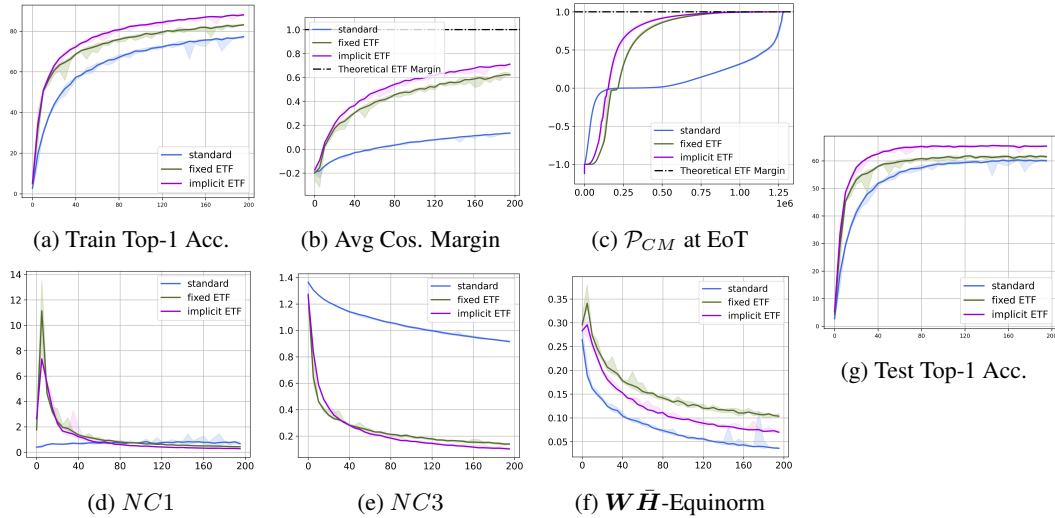 80
60
40
20
0
0 40 80 120 160 200
standard
fixed ETF
implicit ETF
(a) Train Top-1 Acc.
1.0
0.8
0.6
0.4
0.2
0.0
−0.2
0 40 80 120 160 200
standard
fixed ETF
implicit ETF
Theoretical ETF Margin
(b) Avg Cos. Margin
1.0
0.5
0.0
−0.5
−1.0
0.00 0.25 0.50 0.75 1.00 1.25
1e6
standard
fixed ETF
implicit ETF
Theoretical ETF Margin
(c) 𝒫_CM at EoT
14
12
10
8
6
4
2
0
0 40 80 120 160 200
standard
fixed ETF
implicit ETF
(d) NC1
1.4
1.2
1.0
0.8
0.6
0.4
0.2
0 40 80 120 160 200
standard
fixed ETF
implicit ETF
(e) NC3
0.35
0.30
0.25
0.20
0.15
0.10
0.05
0 40 80 120 160 200
standard
fixed ETF
implicit ETF
(f) WH̄-Equinorm
60
50
40
30
20
10
0
0 40 80 120 160 200
standard
fixed ETF
implicit ETF
(g) Test Top-1 Acc.